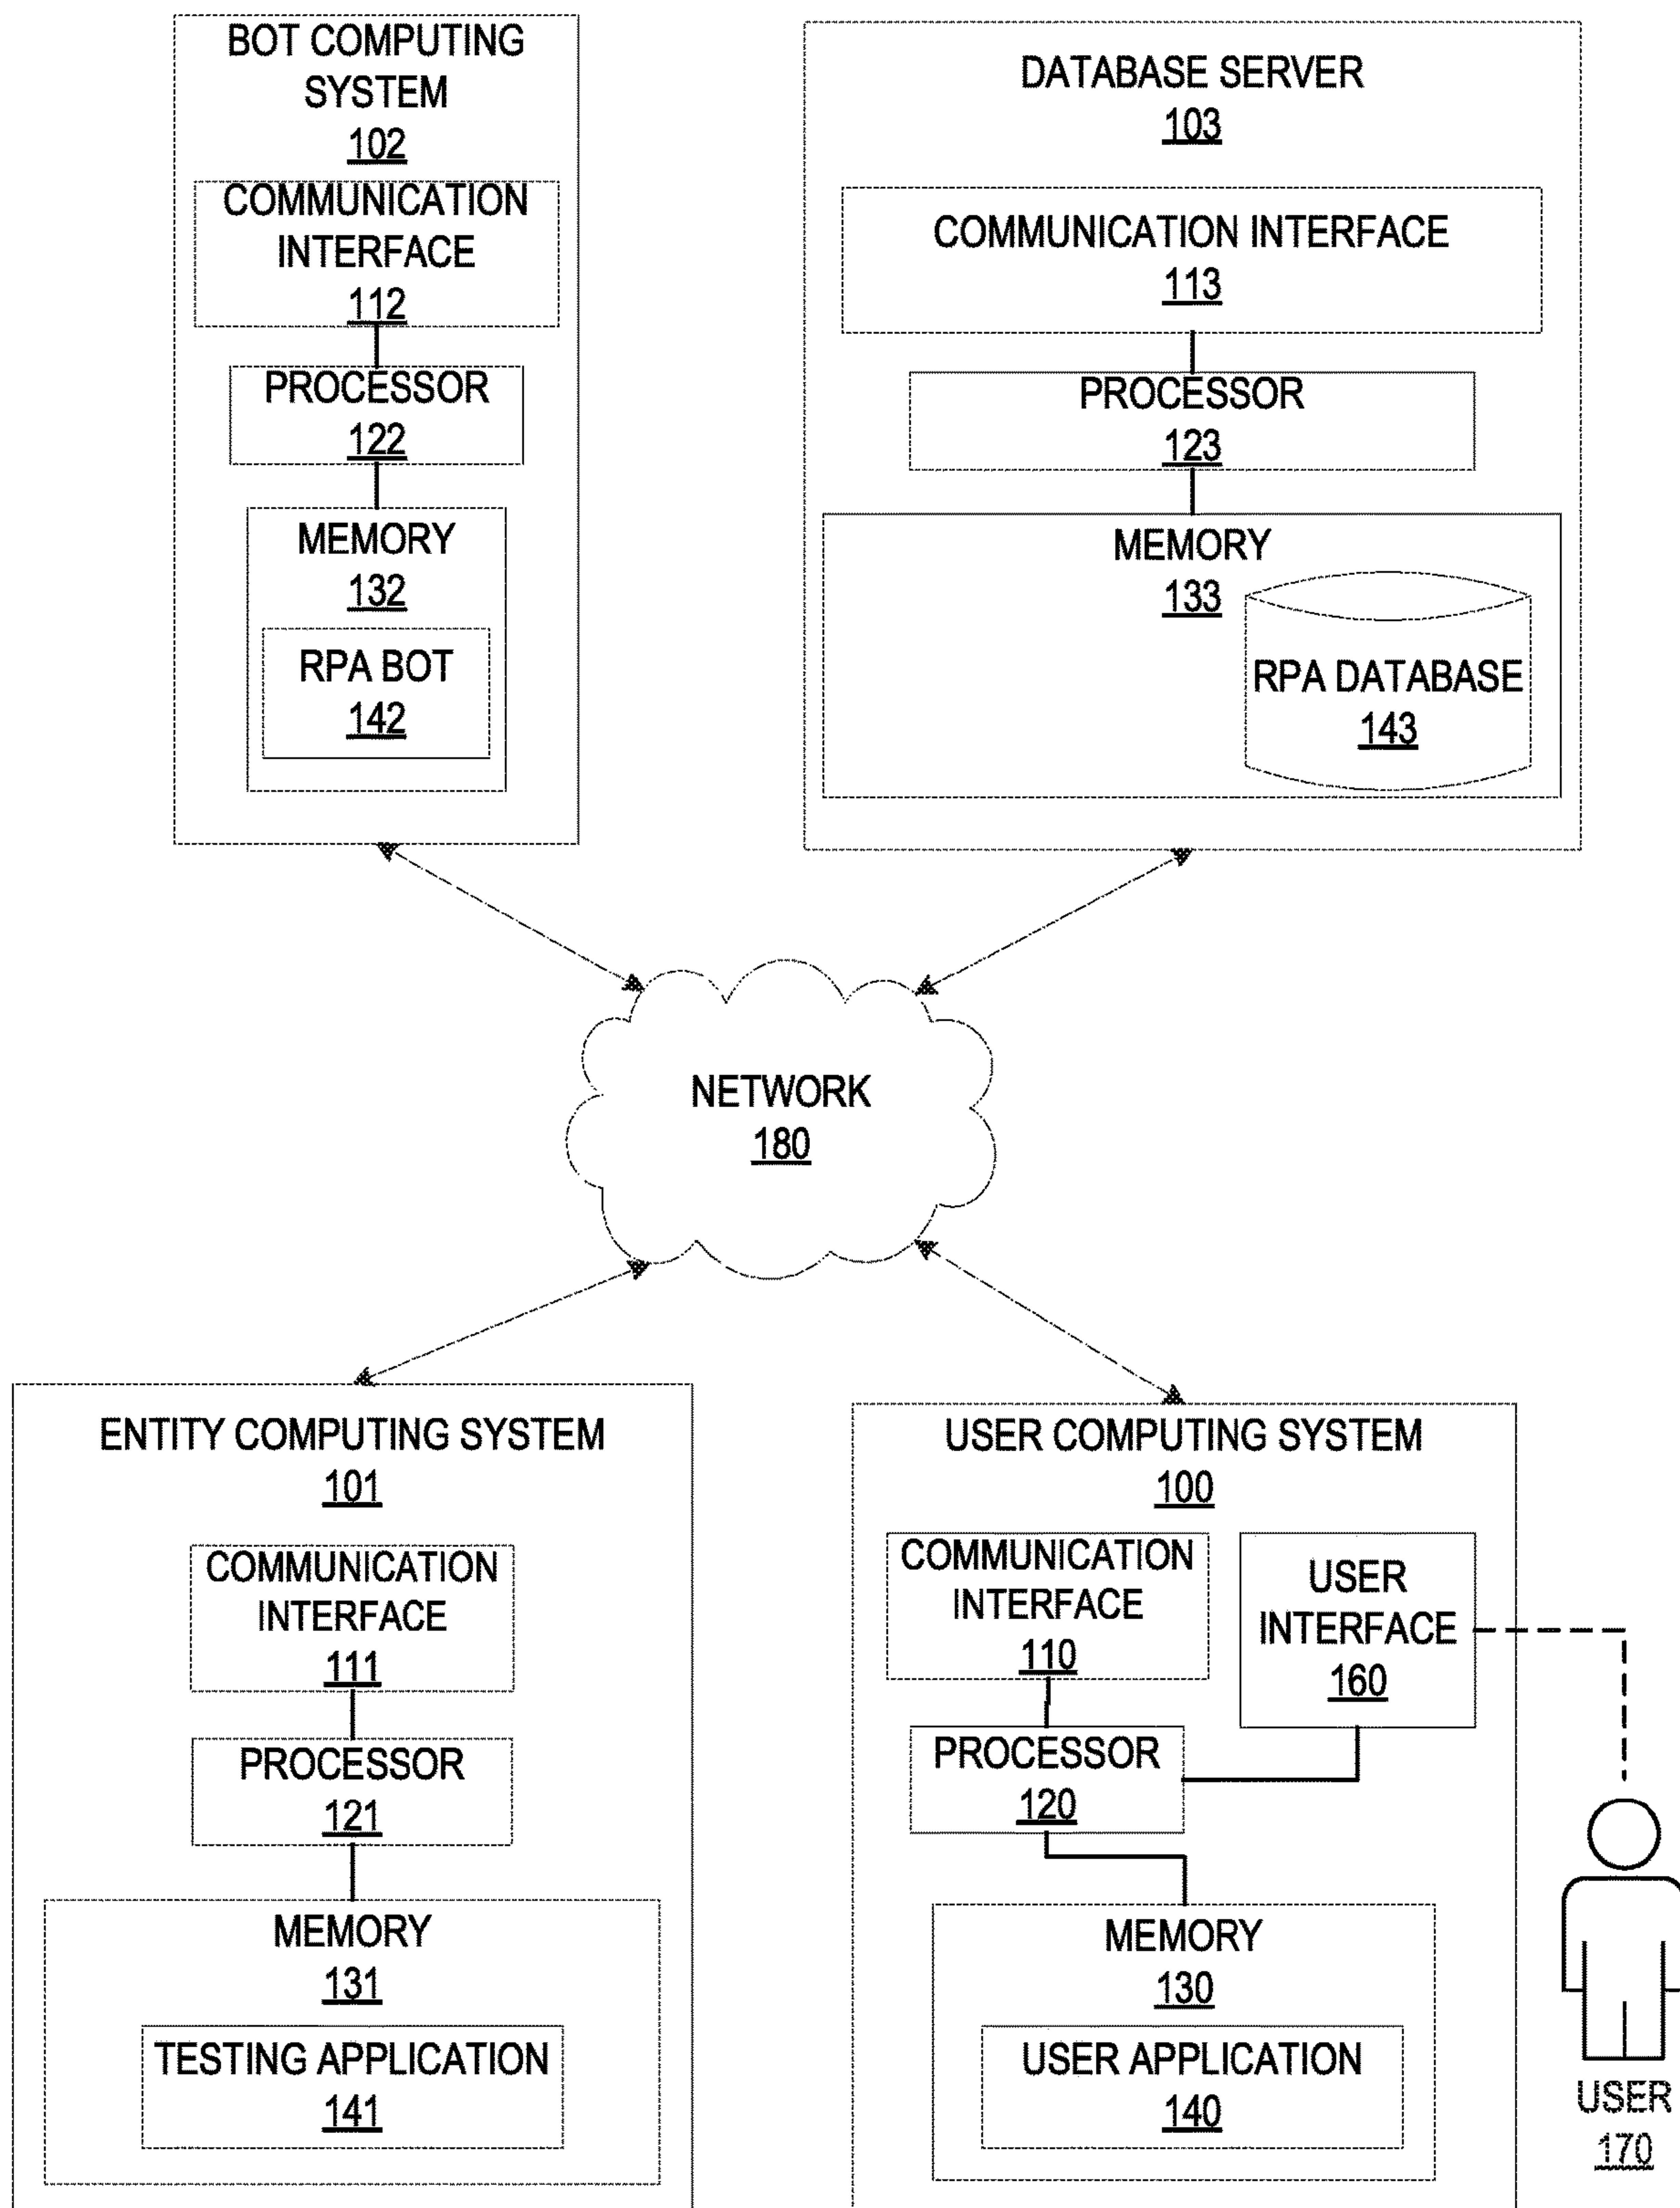 BOT COMPUTING
SYSTEM
102
COMMUNICATION
INTERFACE
112
PROCESSOR
122
MEMORY
132
RPA BOT
142
DATABASE SERVER
103
COMMUNICATION INTERFACE
113
PROCESSOR
123
MEMORY
133
RPA DATABASE
143
NETWORK
180
ENTITY COMPUTING SYSTEM
101
COMMUNICATION
INTERFACE
111
PROCESSOR
121
MEMORY
131
TESTING APPLICATION
141
USER COMPUTING SYSTEM
100
COMMUNICATION
INTERFACE
110
USER
INTERFACE
160
PROCESSOR
120
MEMORY
130
USER APPLICATION
140
USER
170